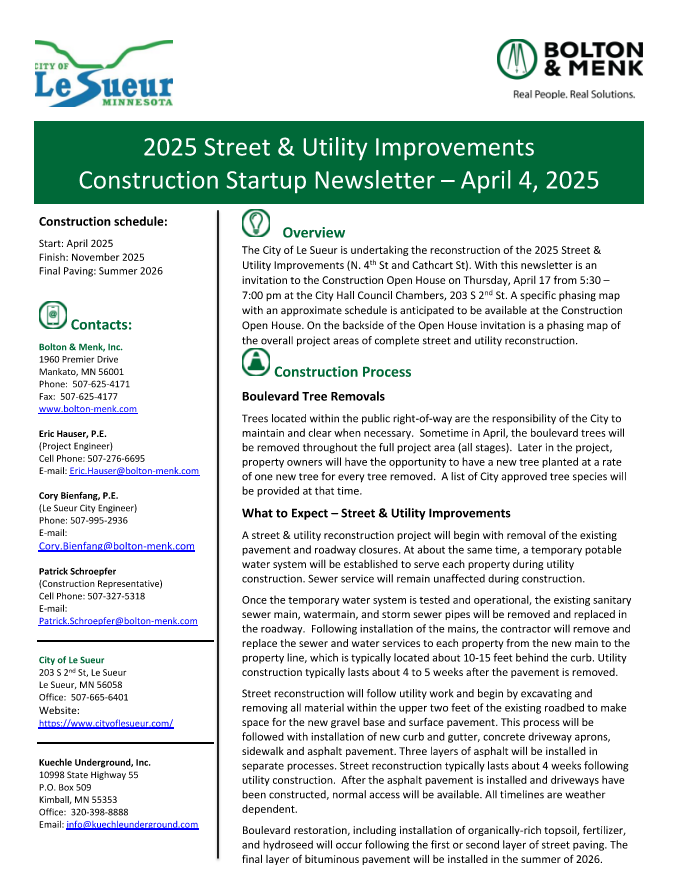 CITY OF
Le Sueur
MINNESOTA
BOLTON
& MENK
Real People. Real Solutions.
2025 Street & Utility Improvements
Construction Startup Newsletter – April 4, 2025
Construction schedule:
Start: April 2025
Finish: November 2025
Final Paving: Summer 2026
Contacts:
Bolton & Menk, Inc.
1960 Premier Drive
Mankato, MN 56001
Phone: 507-625-4171
Fax: 507-625-4177
www.bolton-menk.com
Eric Hauser, P.E.
(Project Engineer)
Cell Phone: 507-276-6695
E-mail: Eric.Hauser@bolton-menk.com
Cory Bienfang, P.E.
(Le Sueur City Engineer)
Phone: 507-995-2936
E-mail:
Cory.Bienfang@bolton-menk.com
Patrick Schroepfer
(Construction Representative)
Cell Phone: 507-327-5318
E-mail:
Patrick.Schroepfer@bolton-menk.com
City of Le Sueur
203 S 2nd St, Le Sueur
Le Sueur, MN 56058
Office: 507-665-6401
Website:
https://www.cityoflesueur.com/
Kuechle Underground, Inc.
10998 State Highway 55
P.O. Box 509
Kimball, MN 55353
Office: 320-398-8888
Email: info@kuechleunderground.com
Overview
The City of Le Sueur is undertaking the reconstruction of the 2025 Street &
Utility Improvements (N. 4th St and Cathcart St). With this newsletter is an
invitation to the Construction Open House on Thursday, April 17 from 5:30 –
7:00 pm at the City Hall Council Chambers, 203 S 2nd St. A specific phasing map
with an approximate schedule is anticipated to be available at the Construction
Open House. On the backside of the Open House invitation is a phasing map of
the overall project areas of complete street and utility reconstruction.
Construction Process
Boulevard Tree Removals
Trees located within the public right-of-way are the responsibility of the City to
maintain and clear when necessary. Sometime in April, the boulevard trees will
be removed throughout the full project area (all stages). Later in the project,
property owners will have the opportunity to have a new tree planted at a rate
of one new tree for every tree removed. A list of City approved tree species will
be provided at that time.
What to Expect – Street & Utility Improvements
A street & utility reconstruction project will begin with removal of the existing
pavement and roadway closures. At about the same time, a temporary potable
water system will be established to serve each property during utility
construction. Sewer service will remain unaffected during construction.
Once the temporary water system is tested and operational, the existing sanitary
sewer main, watermain, and storm sewer pipes will be removed and replaced in
the roadway. Following installation of the mains, the contractor will remove and
replace the sewer and water services to each property from the new main to the
property line, which is typically located about 10-15 feet behind the curb. Utility
construction typically lasts about 4 to 5 weeks after the pavement is removed.
Street reconstruction will follow utility work and begin by excavating and
removing all material within the upper two feet of the existing roadbed to make
space for the new gravel base and surface pavement. This process will be
followed with installation of new curb and gutter, concrete driveway aprons,
sidewalk and asphalt pavement. Three layers of asphalt will be installed in
separate processes. Street reconstruction typically lasts about 4 weeks following
utility construction. After the asphalt pavement is installed and driveways have
been constructed, normal access will be available. All timelines are weather
dependent.
Boulevard restoration, including installation of organically-rich topsoil, fertilizer,
and hydroseed will occur following the first or second layer of street paving. The
final layer of bituminous pavement will be installed in the summer of 2026.